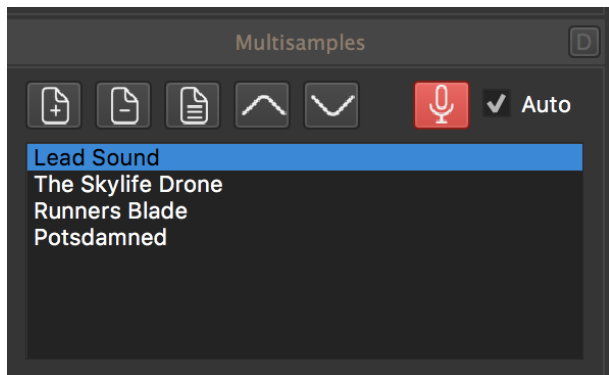 Multisamples
D
Auto
Lead Sound
The Skylife Drone
Runners Blade
Potsdamned